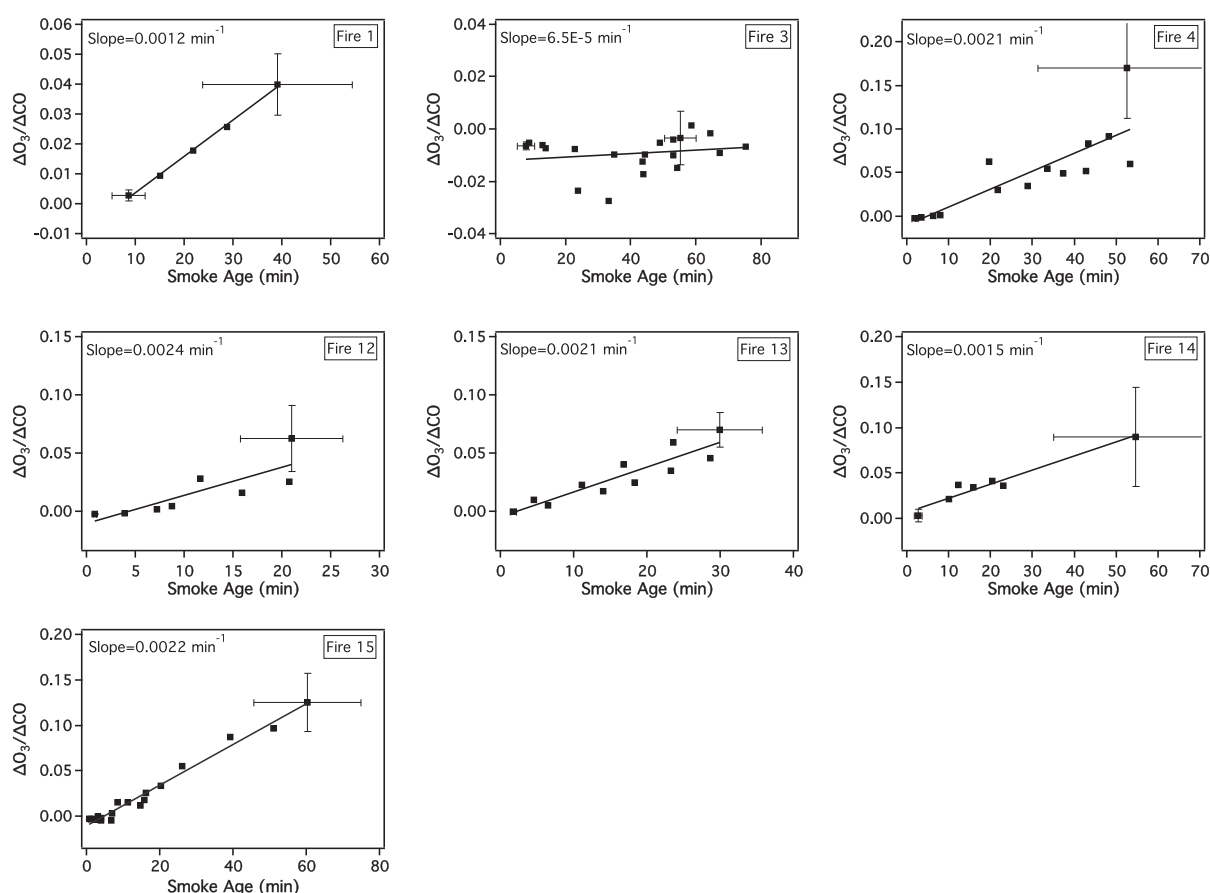 Slope=0.0012 min⁻¹
Fire 1
0.06
0.05
0.04
0.03
0.02
0.01
0.00
-0.01
ΔO₃/ΔCO
0 10 20 30 40 50 60
Smoke Age (min)
Slope=6.5E-5 min⁻¹
Fire 3
0.04
0.02
0.00
-0.02
-0.04
ΔO₃/ΔCO
0 20 40 60 80
Smoke Age (min)
Slope=0.0021 min⁻¹
Fire 4
0.20
0.15
0.10
0.05
0.00
ΔO₃/ΔCO
0 10 20 30 40 50 60 70
Smoke Age (min)
Slope=0.0024 min⁻¹
Fire 12
0.15
0.10
0.05
0.00
ΔO₃/ΔCO
0 5 10 15 20 25 30
Smoke Age (min)
Slope=0.0021 min⁻¹
Fire 13
0.15
0.10
0.05
0.00
ΔO₃/ΔCO
0 10 20 30 40
Smoke Age (min)
Slope=0.0015 min⁻¹
Fire 14
0.20
0.15
0.10
0.05
0.00
ΔO₃/ΔCO
0 10 20 30 40 50 60 70
Smoke Age (min)
Slope=0.0022 min⁻¹
Fire 15
0.20
0.15
0.10
0.05
0.00
ΔO₃/ΔCO
0 20 40 60 80
Smoke Age (min)